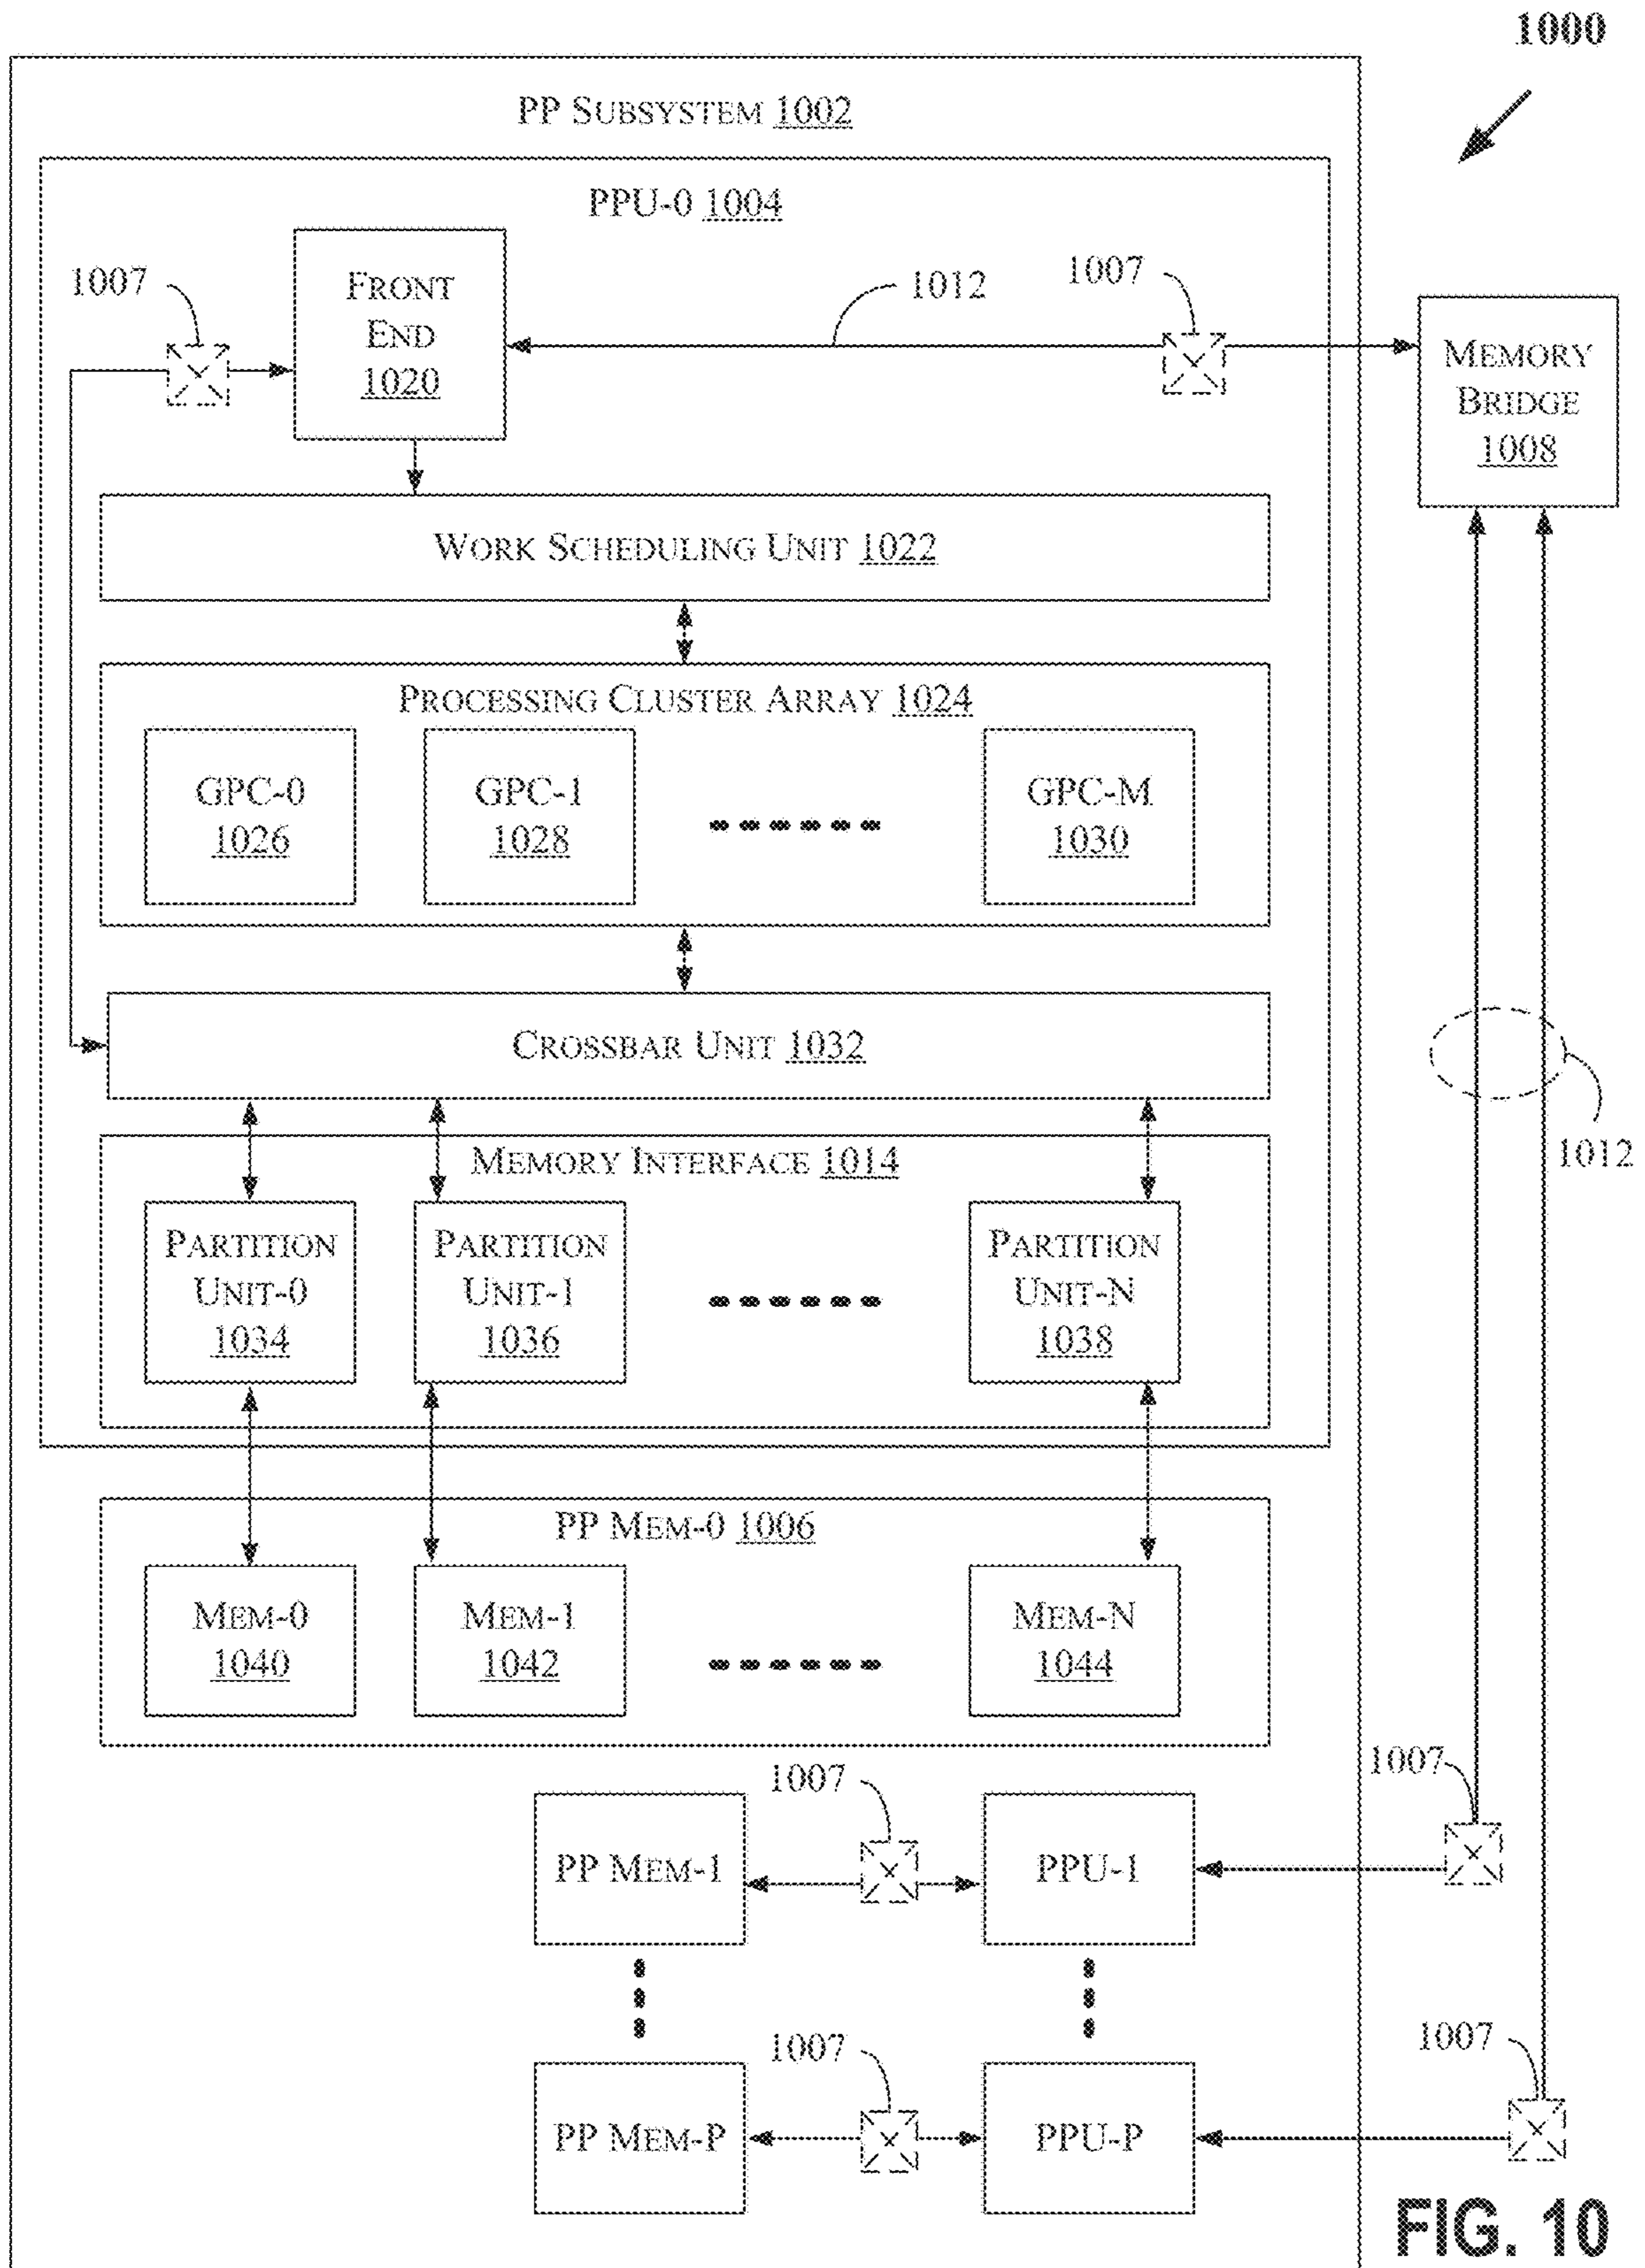 1000
PP SUBSYSTEM 1002
PPU-0 1004
1007
FRONT
END
1020
1012
1007
MEMORY
BRIDGE
1008
WORK SCHEDULING UNIT 1022
PROCESSING CLUSTER ARRAY 1024
GPC-0
1026
GPC-1
1028
GPC-M
1030
CROSSBAR UNIT 1032
1012
MEMORY INTERFACE 1014
PARTITION
UNIT-0
1034
PARTITION
UNIT-1
1036
PARTITION
UNIT-N
1038
PP MEM-0 1006
MEM-0
1040
MEM-1
1042
MEM-N
1044
1007
1007
PP MEM-1
PPU-1
1007
1007
PP MEM-P
PPU-P
FIG. 10